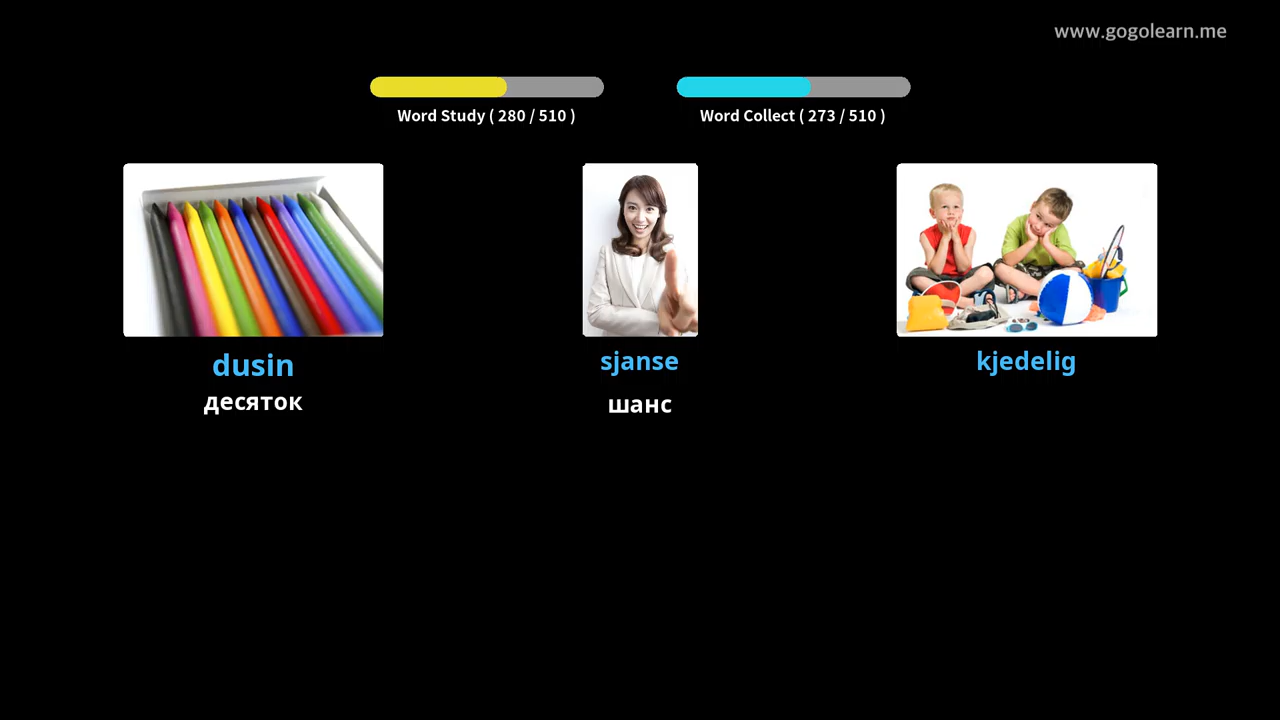 www.gogolearn.me
Word Study ( 280 / 510 )
Word Collect ( 273 / 510 )
dusin
десяток
sjanse
шанс
kjedelig